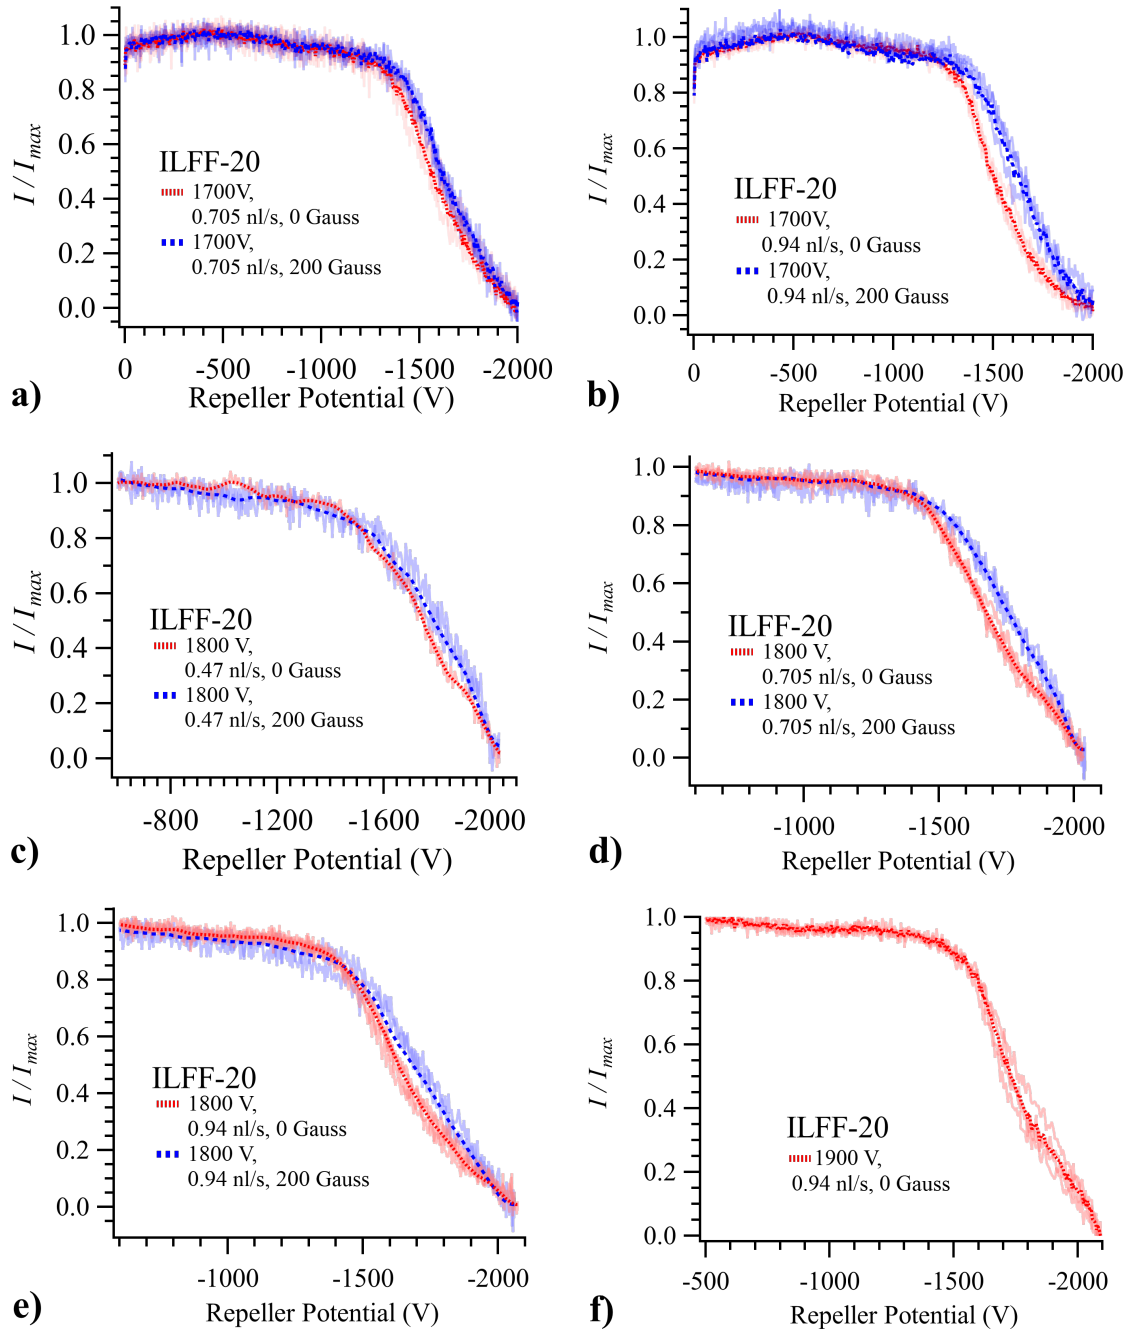 1.0
0.8
0.6
0.4
0.2
0.0
I / I max
ILFF-20
1700V,
0.705 nl/s, 0 Gauss
1700V,
0.705 nl/s, 200 Gauss
0 -500 -1000 -1500 -2000
Repeller Potential (V)
a)
1.0
0.8
0.6
0.4
0.2
0.0
I / I max
ILFF-20
1700V,
0.94 nl/s, 0 Gauss
1700V,
0.94 nl/s, 200 Gauss
0 -500 -1000 -1500 -2000
Repeller Potential (V)
b)
1.0
0.8
0.6
0.4
0.2
0.0
I / I max
ILFF-20
1800 V,
0.47 nl/s, 0 Gauss
1800 V,
0.47 nl/s, 200 Gauss
-800 -1200 -1600 -2000
Repeller Potential (V)
c)
1.0
0.8
0.6
0.4
0.2
0.0
I / I max
ILFF-20
1800 V,
0.705 nl/s, 0 Gauss
1800 V,
0.705 nl/s, 200 Gauss
-1000 -1500 -2000
Repeller Potential (V)
d)
1.0
0.8
0.6
0.4
0.2
0.0
I / I max
ILFF-20
1800 V,
0.94 nl/s, 0 Gauss
1800 V,
0.94 nl/s, 200 Gauss
-1000 -1500 -2000
Repeller Potential (V)
e)
1.0
0.8
0.6
0.4
0.2
0.0
I / I max
ILFF-20
1900 V,
0.94 nl/s, 0 Gauss
-500 -1000 -1500 -2000
Repeller Potential (V)
f)